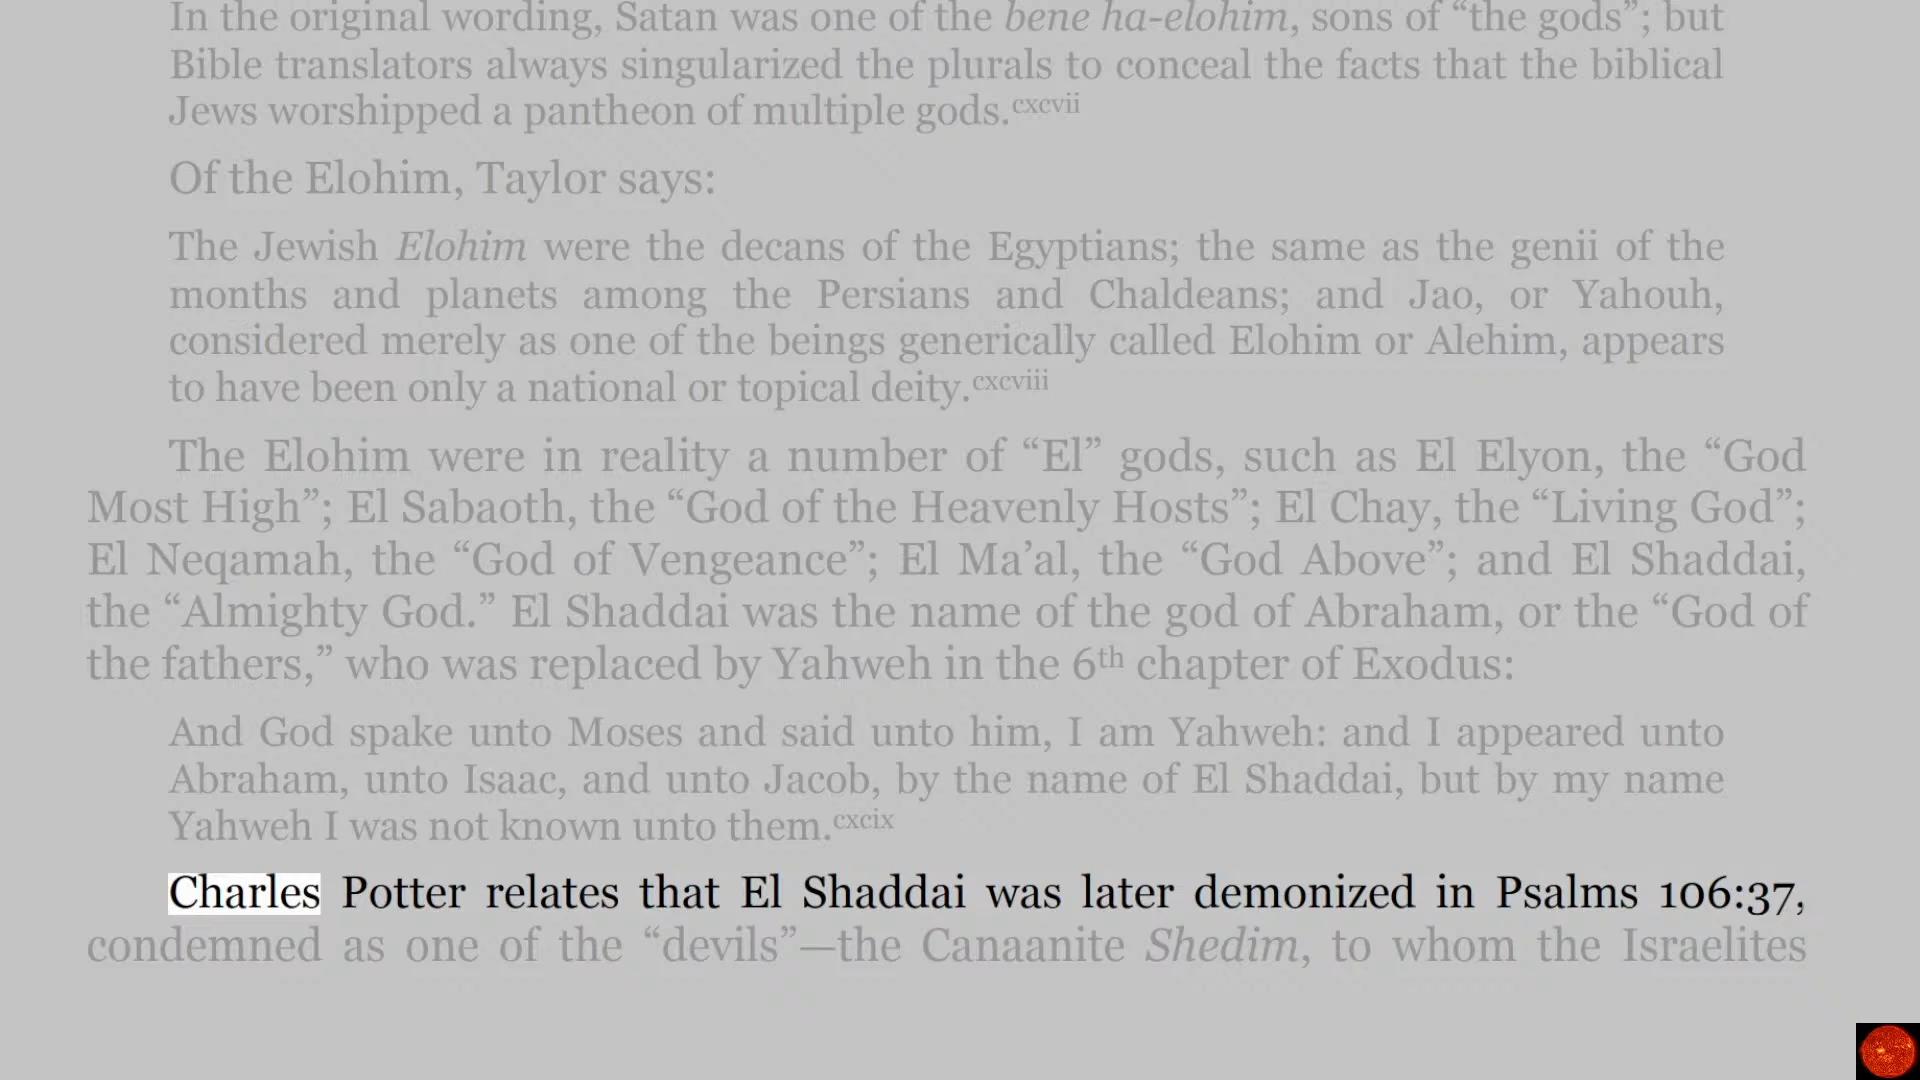 In the original wording, Satan was one of the bene ha-elohim, sons of “the gods”; but
Bible translators always singularized the plurals to conceal the facts that the biblical
Jews worshipped a pantheon of multiple gods.cxcvii
Of the Elohim, Taylor says:
The Jewish Elohim were the decans of the Egyptians; the same as the genii of the
months and planets among the Persians and Chaldeans; and Jao, or Yahouh,
considered merely as one of the beings generically called Elohim or Alehim, appears
to have been only a national or topical deity.cxcviii
The Elohim were in reality a number of “El” gods, such as El Elyon, the “God
Most High”; El Sabaoth, the “God of the Heavenly Hosts”; El Chay, the “Living God”;
El Neqamah, the “God of Vengeance”; El Ma’al, the “God Above”; and El Shaddai,
the “Almighty God.” El Shaddai was the name of the god of Abraham, or the “God of
the fathers,” who was replaced by Yahweh in the 6th chapter of Exodus:
And God spake unto Moses and said unto him, I am Yahweh: and I appeared unto
Abraham, unto Isaac, and unto Jacob, by the name of El Shaddai, but by my name
Yahweh I was not known unto them.cxcix
Charles Potter relates that El Shaddai was later demonized in Psalms 106:37,
condemned as one of the “devils”—the Canaanite Shedim, to whom the Israelites